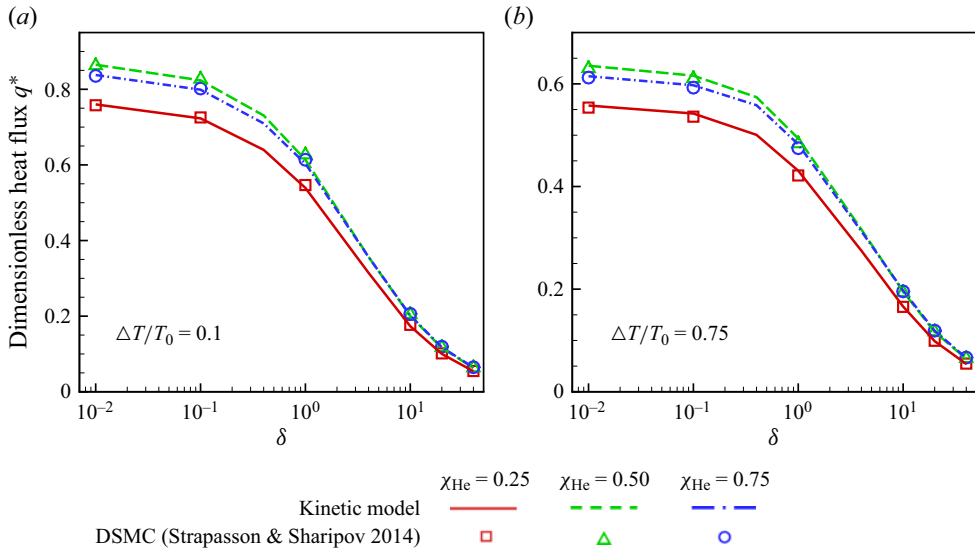 (a)
(b)
Dimensionless heat flux q*
0.8
0.6
0.4
0.2
0
10⁻² 10⁻¹ 10⁰ 10¹
δ
△T/T₀ = 0.1
0.6
0.4
0.2
0
10⁻² 10⁻¹ 10⁰ 10¹
δ
△T/T₀ = 0.75
χHe = 0.25 χHe = 0.50 χHe = 0.75
Kinetic model
DSMC (Strapasson & Sharipov 2014)